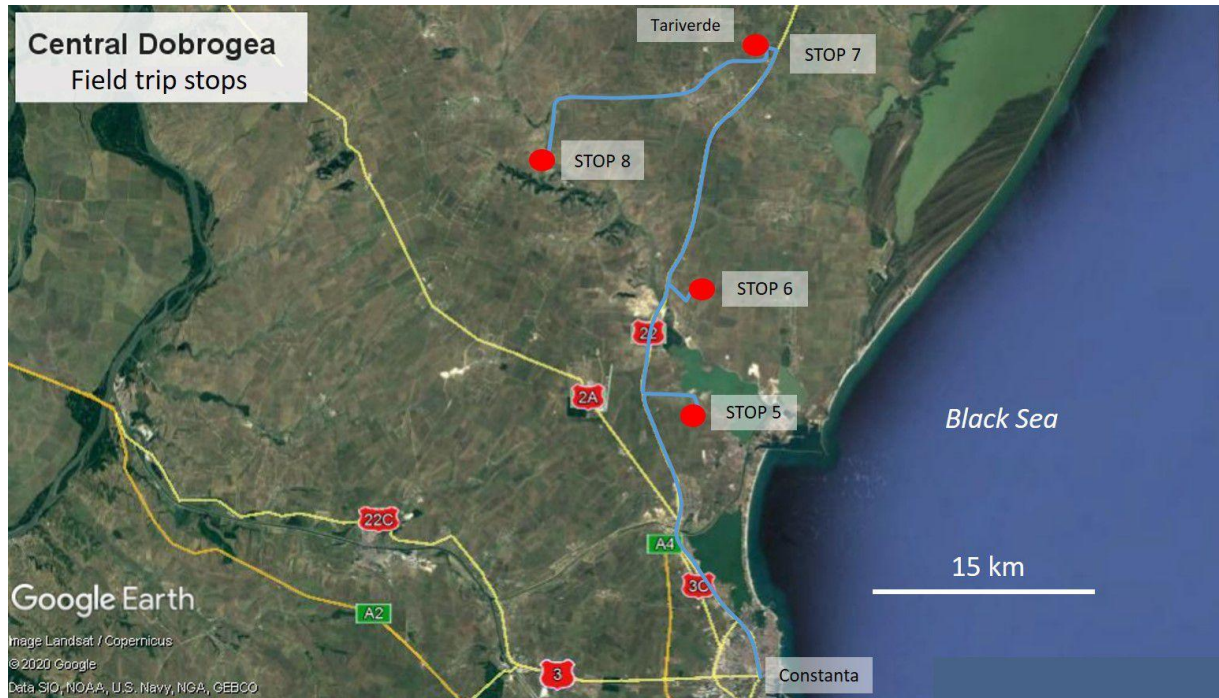 Central Dobrogea
Field trip stops
Tariverde
STOP 7
STOP 8
STOP 6
22
2A
STOP 5
Black Sea
22C
A4
15 km
3C
Google Earth
A2
Image Landsat / Copernicus
© 2020 Google
Data SIO, NOAA, U.S. Navy, NGA, GEBCO
3
Constanta